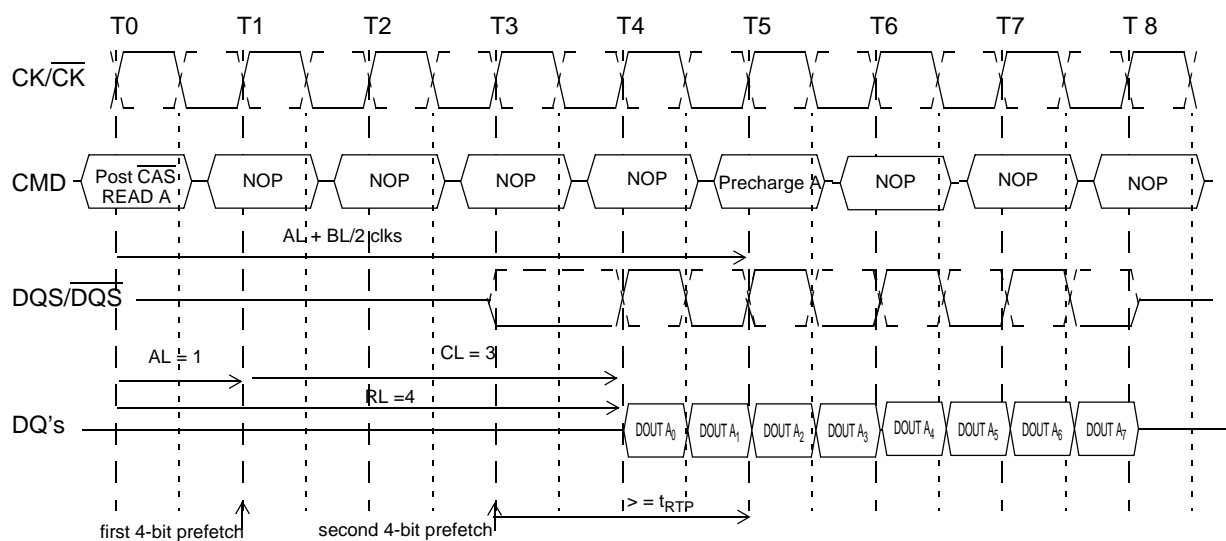 T0 T1 T2 T3 T4 T5 T6 T7 T 8
CK/CK
CMD
Post CAS
READ A
NOP NOP NOP NOP Precharge A NOP NOP NOP
AL + BL/2 clks
DQS/DQS
AL = 1
CL = 3
RL =4
DQ's
DOUT A0 DOUT A1 DOUT A2 DOUT A3 DOUT A4 DOUT A5 DOUT A6 DOUT A7
> = tRTP
first 4-bit prefetch
second 4-bit prefetch